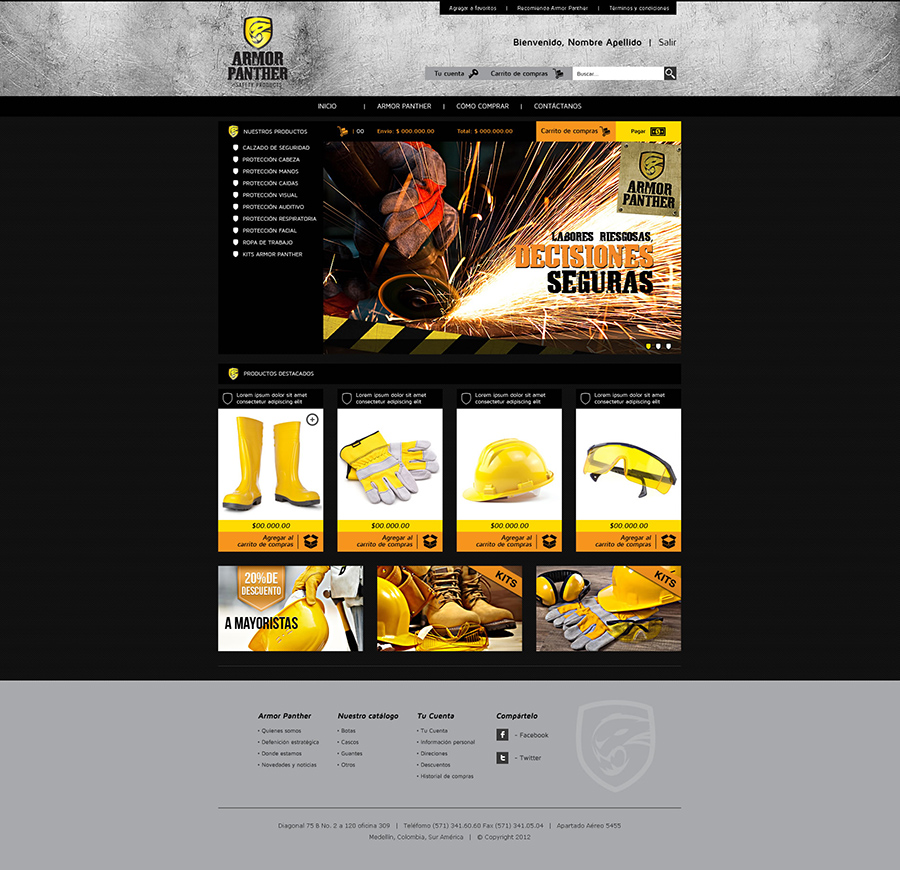 Agregar a favoritos | Recomienda Armor Panther | Términos y condiciones
ARMOR
PANTHER
SAFETY PRODUCTS
Bienvenido, Nombre Apellido | Salir
Tu cuenta Carrito de compras Buscar...
INICIO | ARMOR PANTHER | CÓMO COMPRAR | CONTÁCTANOS
NUESTROS PRODUCTOS
CALZADO DE SEGURIDAD
PROTECCIÓN CABEZA
PROTECCIÓN MANOS
PROTECCIÓN CAIDAS
PROTECCIÓN VISUAL
PROTECCIÓN AUDITIVO
PROTECCIÓN RESPIRATORIA
PROTECCIÓN FACIAL
ROPA DE TRABAJO
KITS ARMOR PANTHER
| 00 Envío: $ 000.000.00 Total: $ 000.000.00 Carrito de compras Pagar
ARMOR
PANTHER
LABORES RIESGOSAS,
DECISIONES
SEGURAS
PRODUCTOS DESTACADOS
Lorem ipsum dolor sit amet
consectetur adipiscing elit
$00.000.00
Agregar al
carrito de compras
Lorem ipsum dolor sit amet
consectetur adipiscing elit
$00.000.00
Agregar al
carrito de compras
Lorem ipsum dolor sit amet
consectetur adipiscing elit
$00.000.00
Agregar al
carrito de compras
Lorem ipsum dolor sit amet
consectetur adipiscing elit
$00.000.00
Agregar al
carrito de compras
20% DE
DESCUENTO
A MAYORISTAS
KITS
KITS
Armor Panther
• Quienes somos
• Defenición estratégica
• Donde estamos
• Novedades y noticias
Nuestro catálogo
• Botas
• Cascos
• Guantes
• Otros
Tu Cuenta
• Tu Cuenta
• Información personal
• Direciones
• Descuentos
• Historial de compras
Compártelo
- Facebook
- Twitter
Diagonal 75 B No. 2 a 120 oficina 309 | Teléfomo (571) 341.60.60 Fax (571) 341.05.04 | Apartado Aéreo 5455
Medellín, Colombia, Sur América | © Copyright 2012